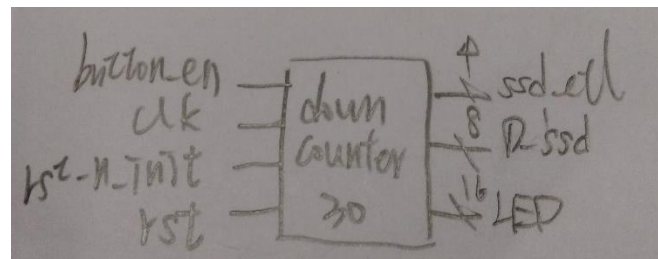 button_en
clk
rst_n_init
rst
down
counter
30
4
ssd_ctl
8
D_ssd
16
LED